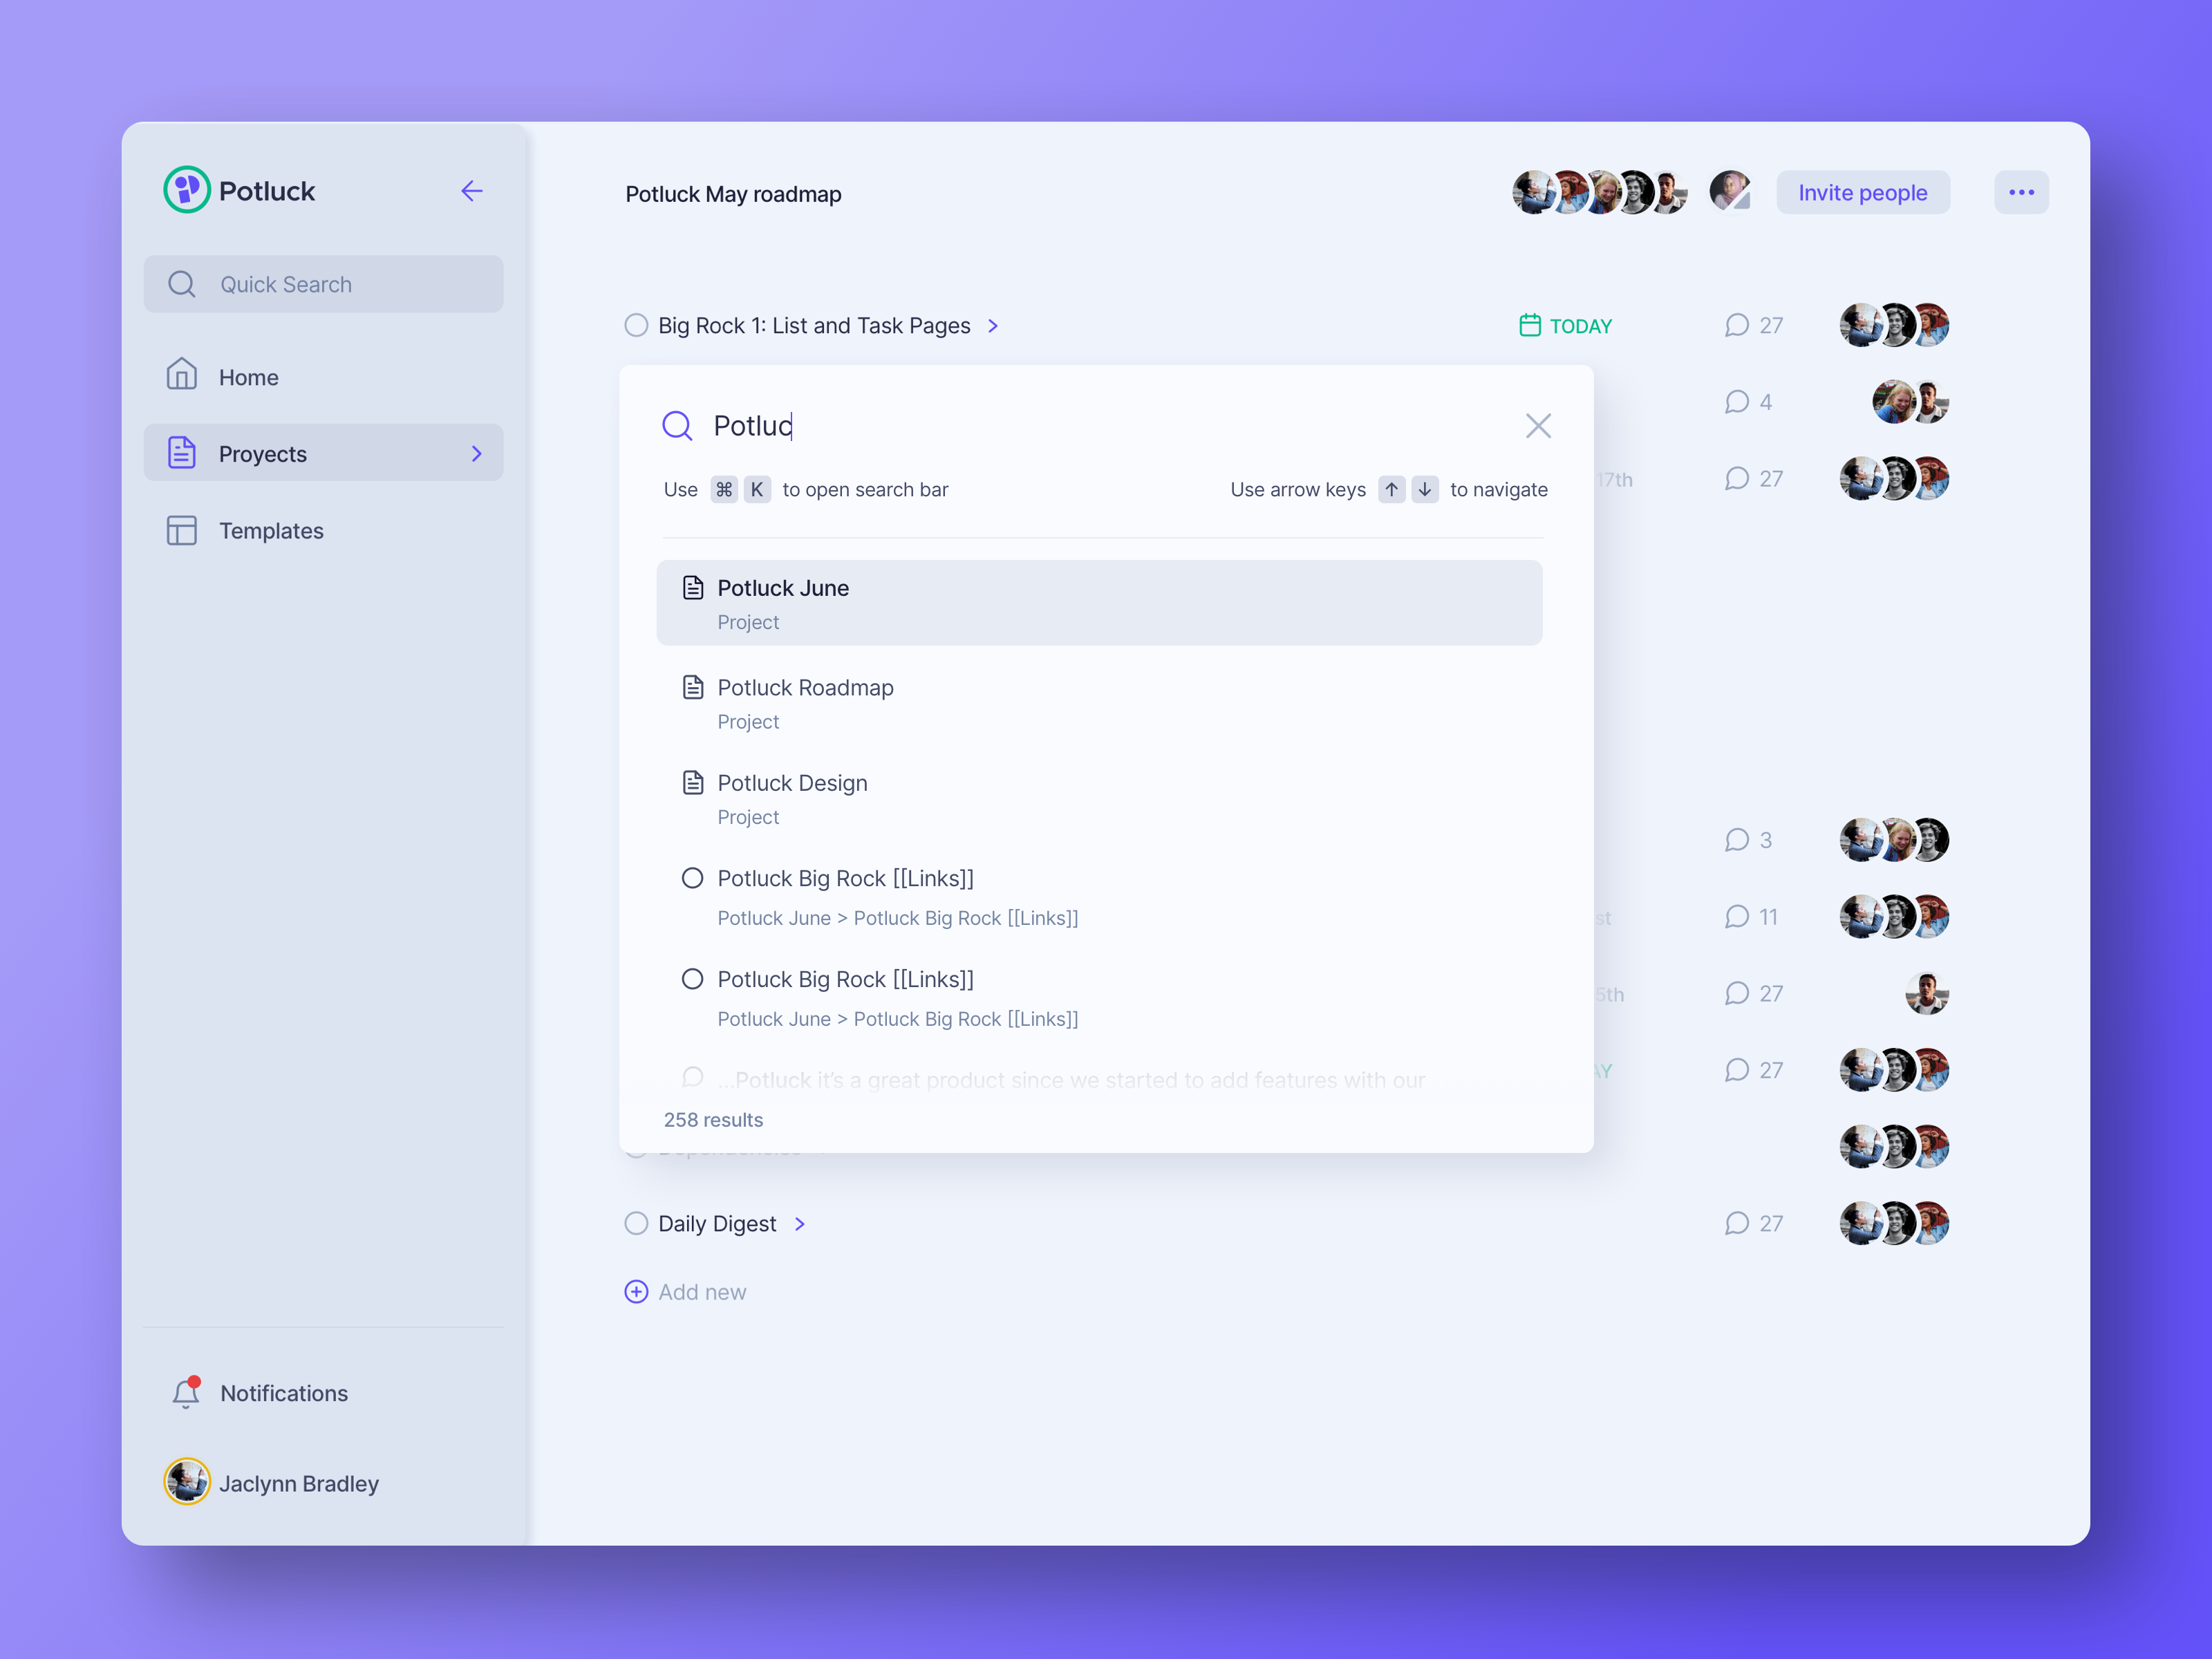 Potluck
Quick Search
Home
Proyects
Templates
Notifications
Jaclynn Bradley
Potluck May roadmap
Invite people
Big Rock 1: List and Task Pages
TODAY
27
4
17th
27
Potluc
Use ⌘ K to open search bar
Use arrow keys ↑ ↓ to navigate
Potluck June
Project
Potluck Roadmap
Project
Potluck Design
Project
Potluck Big Rock [[Links]]
Potluck June > Potluck Big Rock [[Links]]
Potluck Big Rock [[Links]]
Potluck June > Potluck Big Rock [[Links]]
...Potluck it’s a great product since we started to add features with our
258 results
3
st
11
5th
27
AY
27
Dependencies
Daily Digest
27
Add new